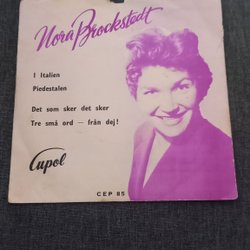 Nora Brockstedt
I Italien
Piedestalen
Det som sker det sker
Tre små ord — från dej!
Cupol
CEP 85